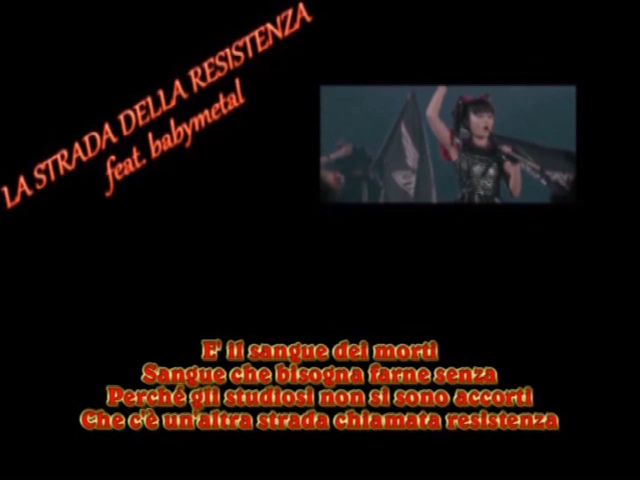 LA STRADA DELLA RESISTENZA
feat. babymetal
E' il sangue dei morti
Sangue che bisogna farne senza
Perché gli studiosi non si sono accorti
Che c'è un'altra strada chiamata resistenza